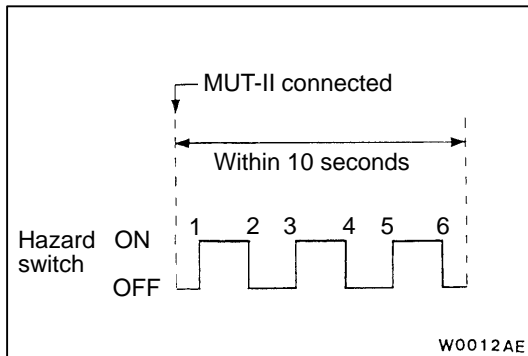 MUT-II connected
Within 10 seconds
1 2 3 4 5 6
Hazard ON
switch
OFF
W0012AE